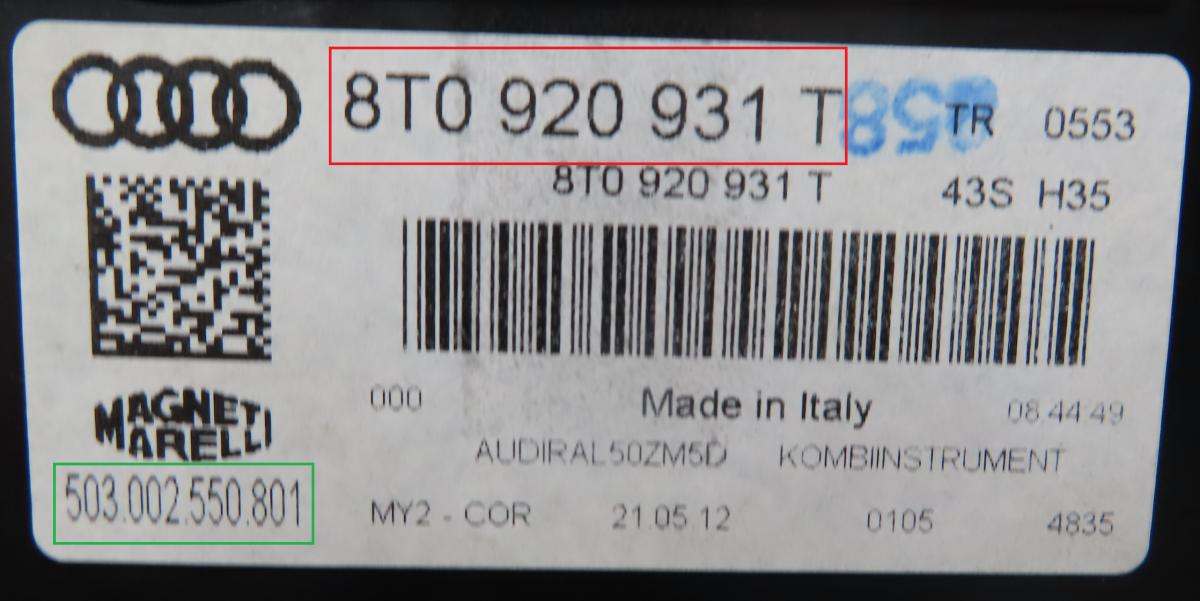 8T0 920 931 T 858 TR 0553
8T0 920 931 T 43S H35
000 Made in Italy 08.44.49
MAGNETI
MARELLI
AUDIRAL50ZM5D KOMBIINSTRUMENT
503.002.550.801
MY2 - COR 21.05.12 0105 4835